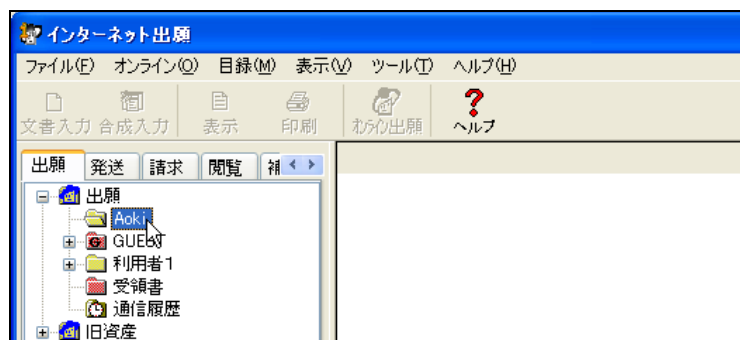 インターネット出願
ファイル(F) オンライン(O) 目録(M) 表示(V) ツール(T) ヘルプ(H)
文書入力 合成入力 表示 印刷 オンライン出願 ヘルプ
出願 発送 請求 閲覧 補
出願
Aoki
GUEST
利用者1
受領書
通信履歴
旧資産